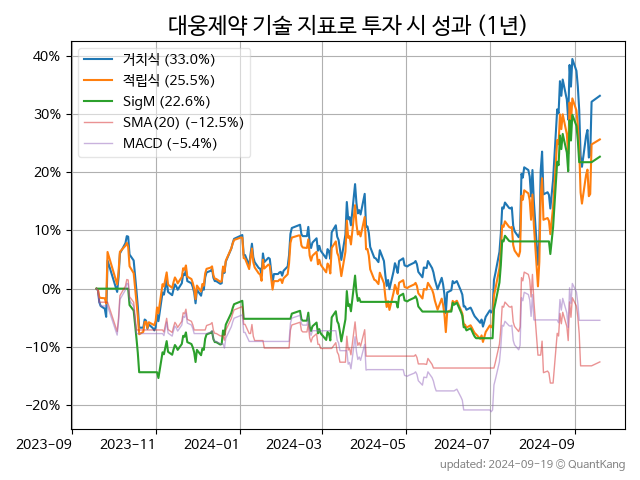 대웅제약 기술 지표로 투자 시 성과 (1년)
거치식 (33.0%)
적립식 (25.5%)
SigM (22.6%)
SMA(20) (−12.5%)
MACD (−5.4%)
40%
30%
20%
10%
0%
−10%
−20%
2023-09 2023-11 2024-01 2024-03 2024-05 2024-07 2024-09
updated: 2024-09-19 © QuantKang